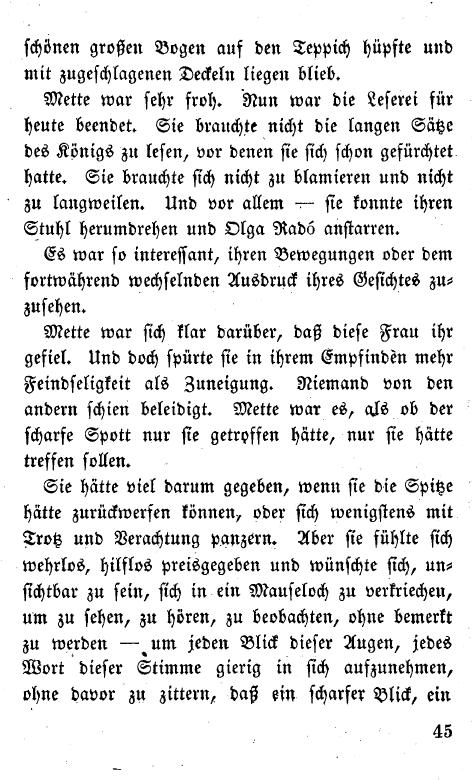 schönen großen Bogen auf den Teppich hüpfte und
mit zugeschlagenen Deckeln liegen blieb.
Mette war sehr froh. Nun war die Leserei für
heute beendet. Sie brauchte nicht die langen Sätze
des Königs zu lesen, vor denen sie sich schon gefürchtet
hatte. Sie brauchte sich nicht zu blamieren und nicht
zu langweilen. Und vor allem — sie konnte ihren
Stuhl herumdrehen und Olga Radó anstarren.
Es war so interessant, ihren Bewegungen oder dem
fortwährend wechselnden Ausdruck ihres Gesichtes zu-
zusehen.
Mette war sich klar darüber, daß diese Frau ihr
gefiel. Und doch spürte sie in ihrem Empfinden mehr
Feindseligkeit als Zuneigung. Niemand von den
andern schien beleidigt. Mette war es, als ob der
scharfe Spott nur sie getroffen hätte, nur sie hätte
treffen sollen.
Sie hätte viel darum gegeben, wenn sie die Spitze
hätte zurückwerfen können, oder sich wenigstens mit
Trotz und Verachtung panzern. Aber sie fühlte sich
wehrlos, hilflos preisgegeben und wünschte sich, un-
sichtbar zu sein, sich in ein Mauseloch zu verkriechen,
um zu sehen, zu hören, zu beobachten, ohne bemerkt
zu werden — um jeden Blick dieser Augen, jedes
Wort dieser Stimme gierig in sich aufzunehmen,
ohne davor zu zittern, daß ein scharfer Blick, ein
45